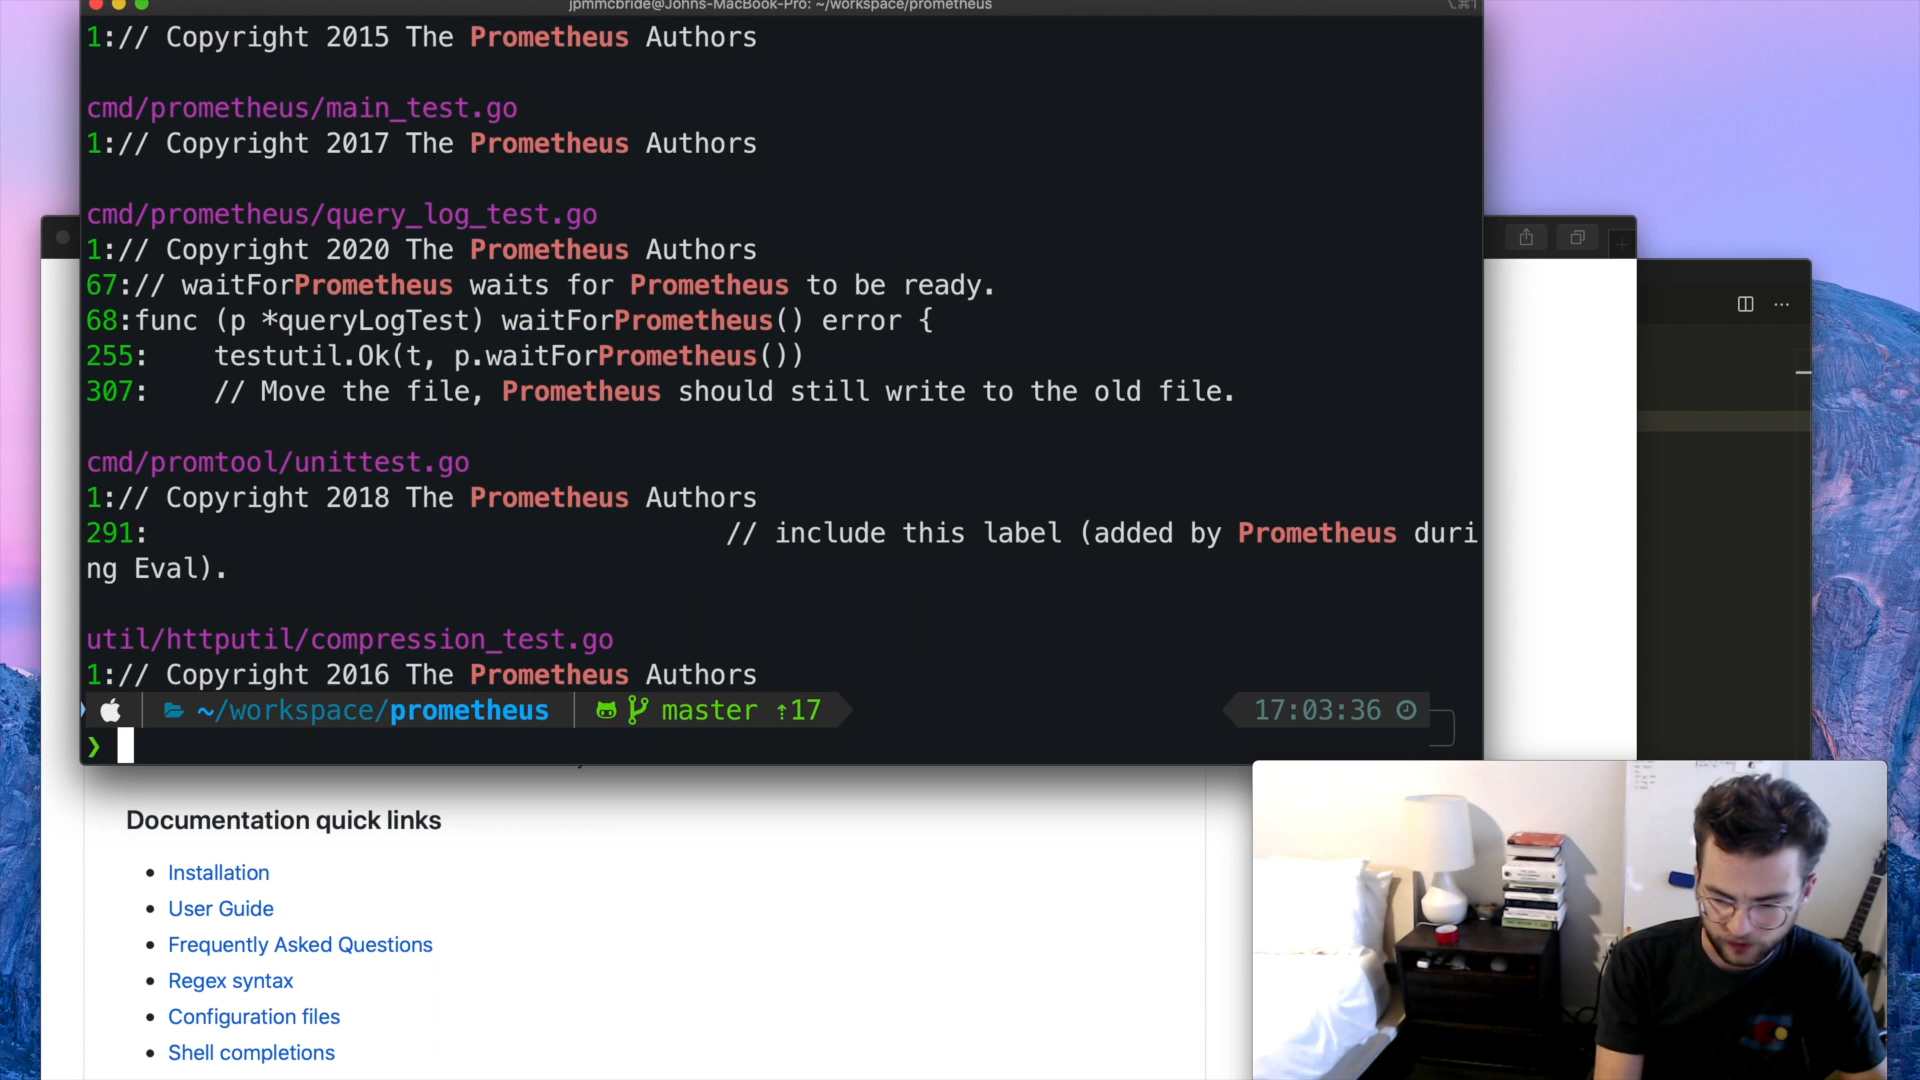 jpmmcbride@Johns-MacBook-Pro: ~/workspace/prometheus
1:// Copyright 2015 The Prometheus Authors
cmd/prometheus/main_test.go
1:// Copyright 2017 The Prometheus Authors
cmd/prometheus/query_log_test.go
1:// Copyright 2020 The Prometheus Authors
67:// waitForPrometheus waits for Prometheus to be ready.
68:func (p *queryLogTest) waitForPrometheus() error {
255:    testutil.Ok(t, p.waitForPrometheus())
307:    // Move the file, Prometheus should still write to the old file.
cmd/promtool/unittest.go
1:// Copyright 2018 The Prometheus Authors
291:                                    // include this label (added by Prometheus duri
ng Eval).
util/httputil/compression_test.go
1:// Copyright 2016 The Prometheus Authors
~/workspace/prometheus master ↑17 17:03:36
❯
Documentation quick links
• Installation
• User Guide
• Frequently Asked Questions
• Regex syntax
• Configuration files
• Shell completions